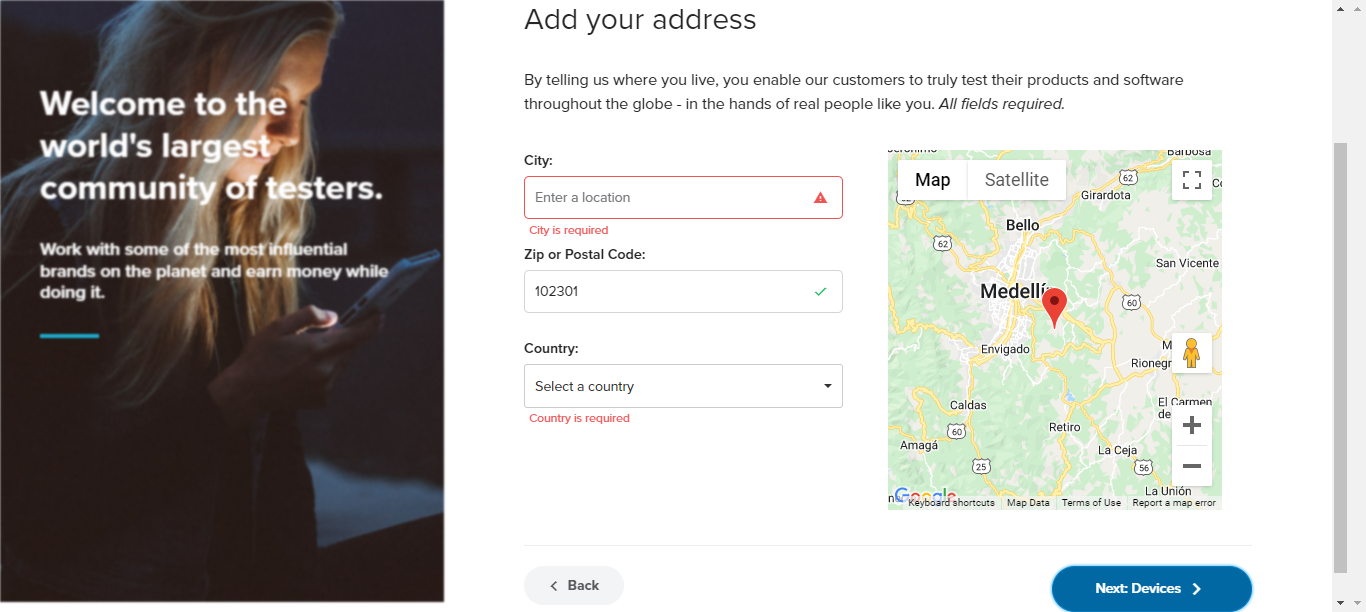 Welcome to the
world's largest
community of testers.
Work with some of the most influential
brands on the planet and earn money while
doing it.
Add your address
By telling us where you live, you enable our customers to truly test their products and software
throughout the globe - in the hands of real people like you. All fields required.
City:
Enter a location
City is required
Zip or Postal Code:
102301
Country:
Select a country
Country is required
Barbosa
Map Satellite
62
Girardota
62
Bello
62
San Vicente
Medellín
60
Envigado
Rionegr
El Carmen
de
Caldas
Retiro
60
Amagá
La Ceja
25
56
La Unión
Google
Keyboard shortcuts Map Data Terms of Use Report a map error
Back
Next: Devices